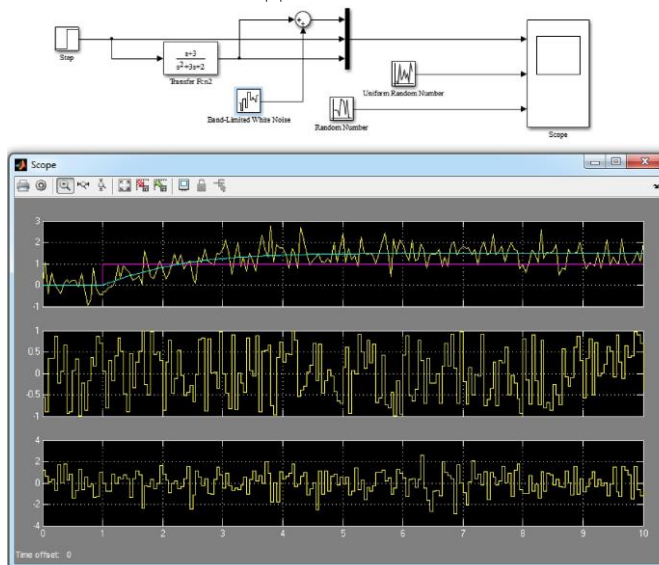 Step
s+3
s²+3s+2
Transfer Fcn2
Band-Limited White Noise
Uniform Random Number
Random Number
Scope
Scope
3
2
1
0
-1
1
0.5
0
-0.5
-1
4
2
0
-2
-4
0 1 2 3 4 5 6 7 8 9 10
Time offset: 0